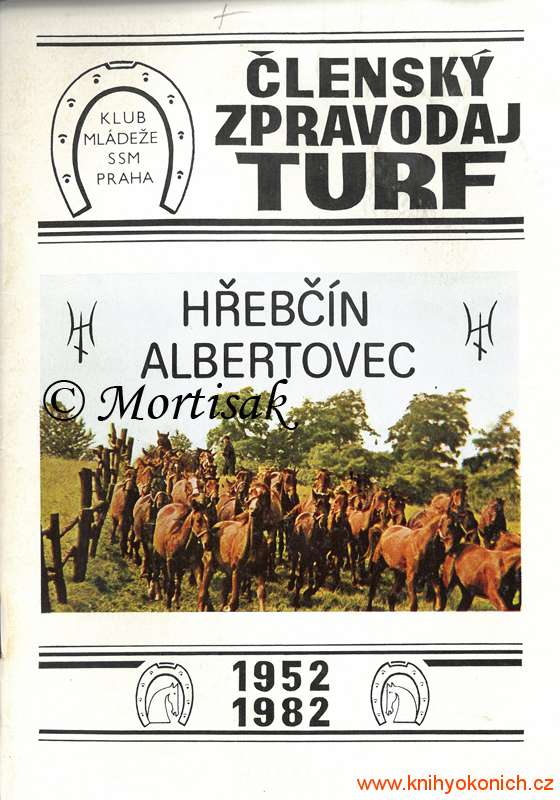 KLUB
MLÁDEŽE
SSM
PRAHA
ČLENSKÝ
ZPRAVODAJ
TURF
HŘEBČÍN
ALBERTOVEC
© Mortisak
1952
1982
www.knihyokonich.cz